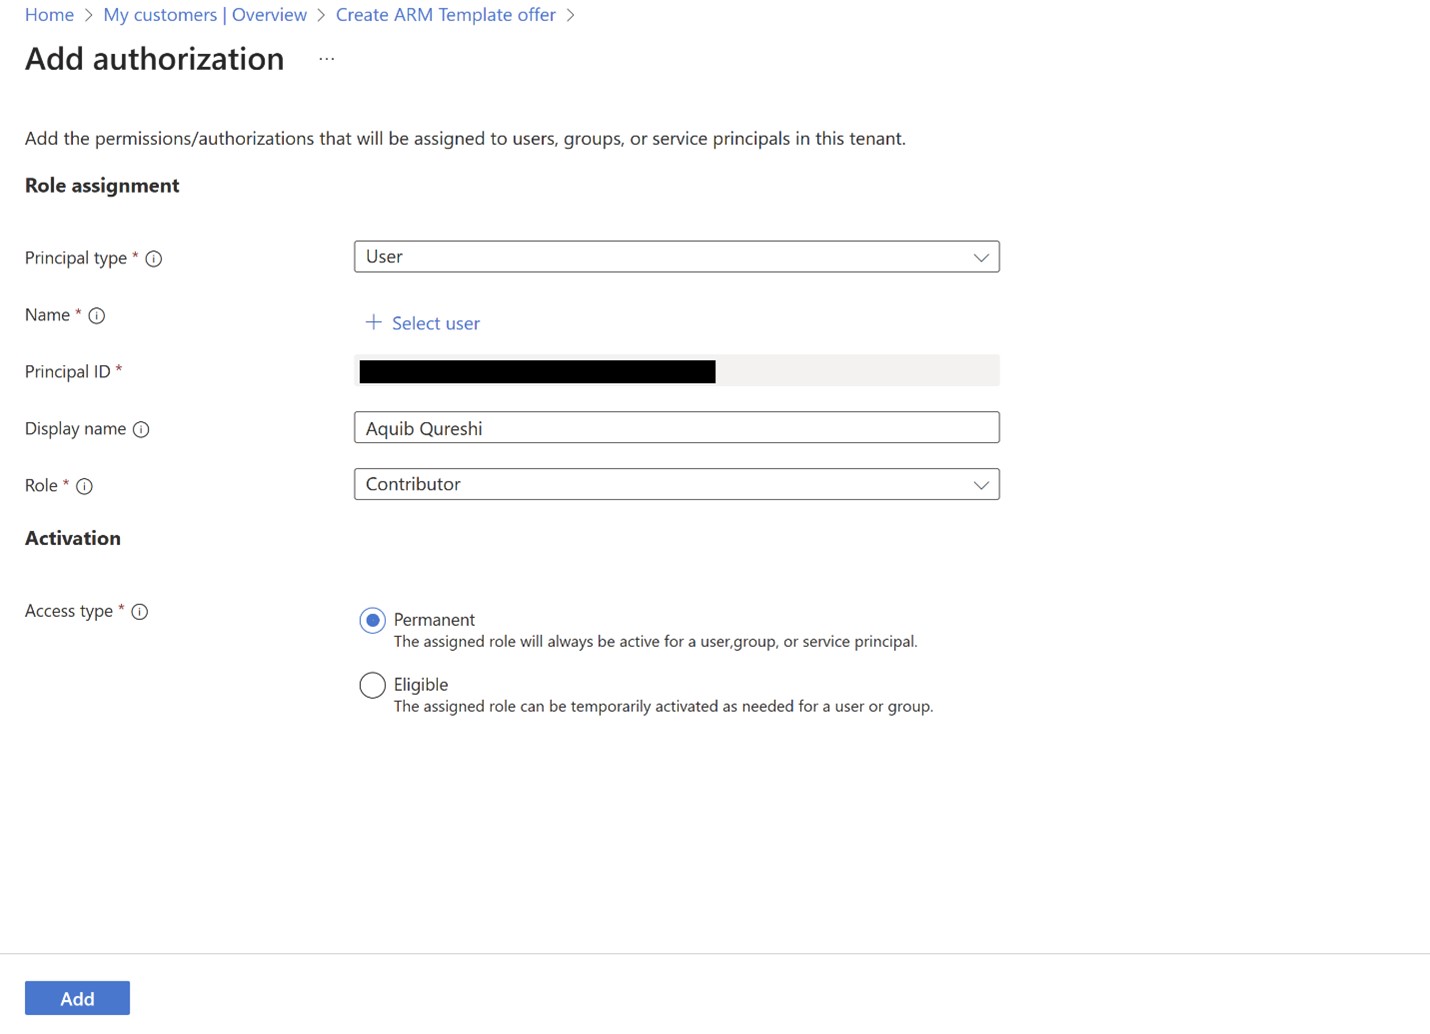 Home > My customers | Overview > Create ARM Template offer >
Add authorization ...
Add the permissions/authorizations that will be assigned to users, groups, or service principals in this tenant.
Role assignment
Principal type *
User
Name *
+ Select user
Principal ID *
Display name
Aquib Qureshi
Role *
Contributor
Activation
Access type *
Permanent
The assigned role will always be active for a user,group, or service principal.
Eligible
The assigned role can be temporarily activated as needed for a user or group.
Add